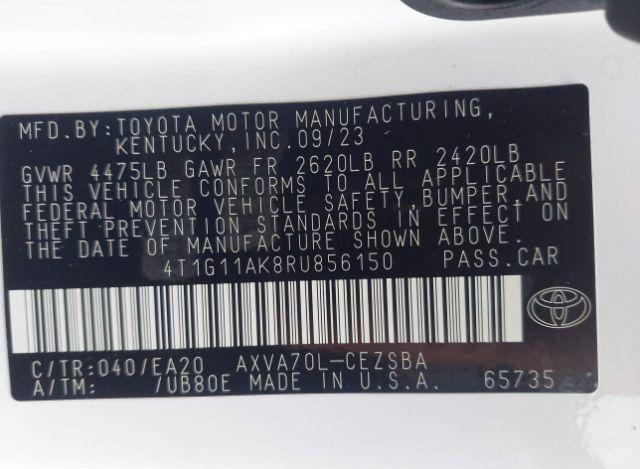 MFD.BY:TOYOTA MOTOR MANUFACTURING,
KENTUCKY,INC.09/23
GVWR 4475LB GAWR FR 2620LB RR 2420LB
THIS VEHICLE CONFORMS TO ALL APPLICABLE
FEDERAL MOTOR VEHICLE SAFETY,BUMPER,AND
THEFT PREVENTION STANDARDS IN EFFECT ON
THE DATE OF MANUFACTURE SHOWN ABOVE.
4T1G11AK8RU856150 PASS.CAR
C/TR:040/EA20 AXVA70L-CEZSBA
A/TM: /UB80E MADE IN U.S.A. 65735